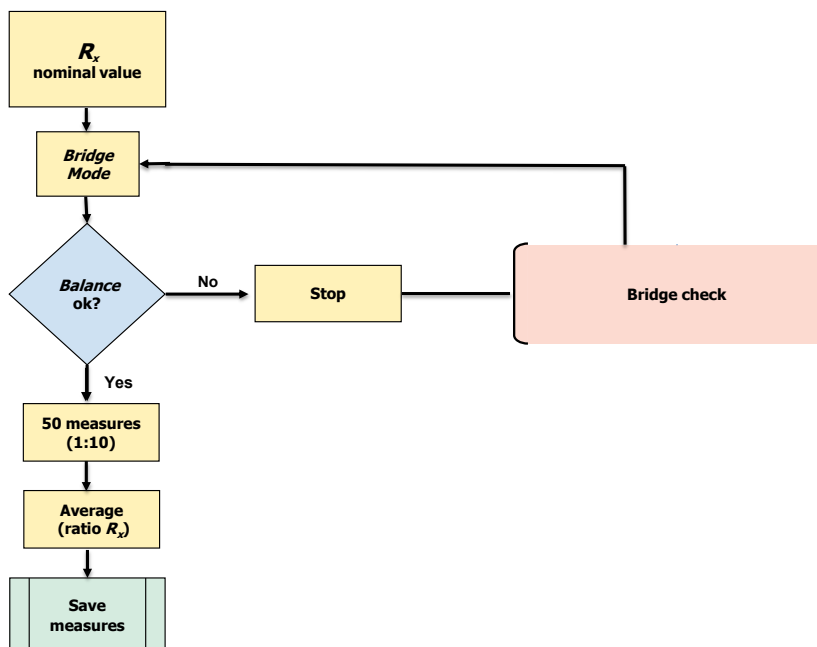 Rx
nominal value
Bridge
Mode
Balance
ok?
No
Stop
Bridge check
Yes
50 measures
(1:10)
Average
(ratio Rx)
Save
measures